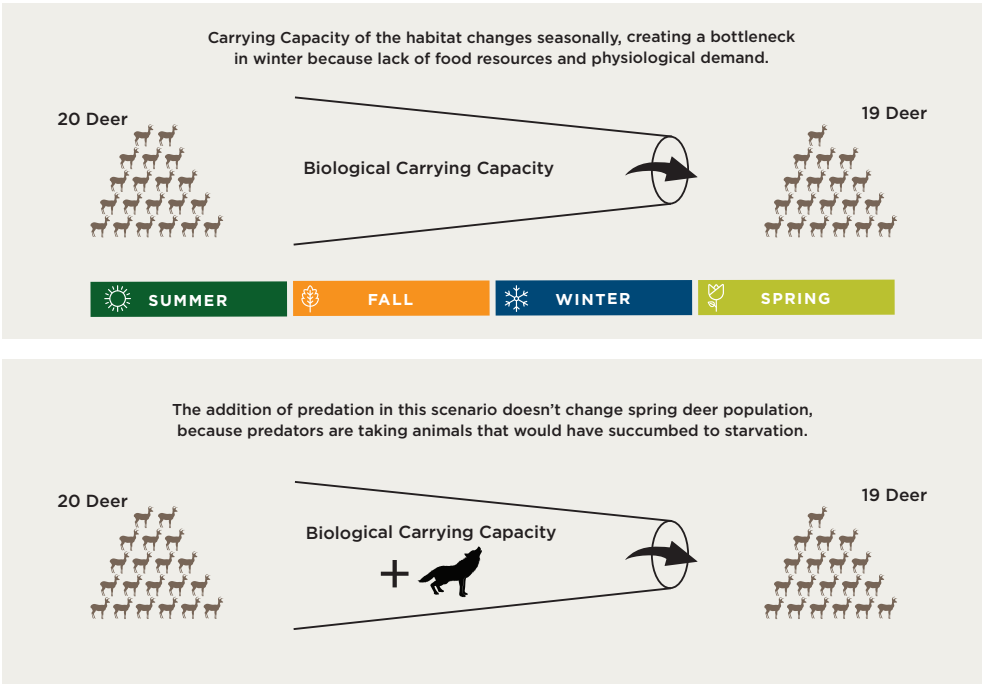 Carrying Capacity of the habitat changes seasonally, creating a bottleneck
in winter because lack of food resources and physiological demand.
20 Deer
19 Deer
Biological Carrying Capacity
SUMMER
FALL
WINTER
SPRING
The addition of predation in this scenario doesn’t change spring deer population,
because predators are taking animals that would have succumbed to starvation.
20 Deer
19 Deer
Biological Carrying Capacity
+